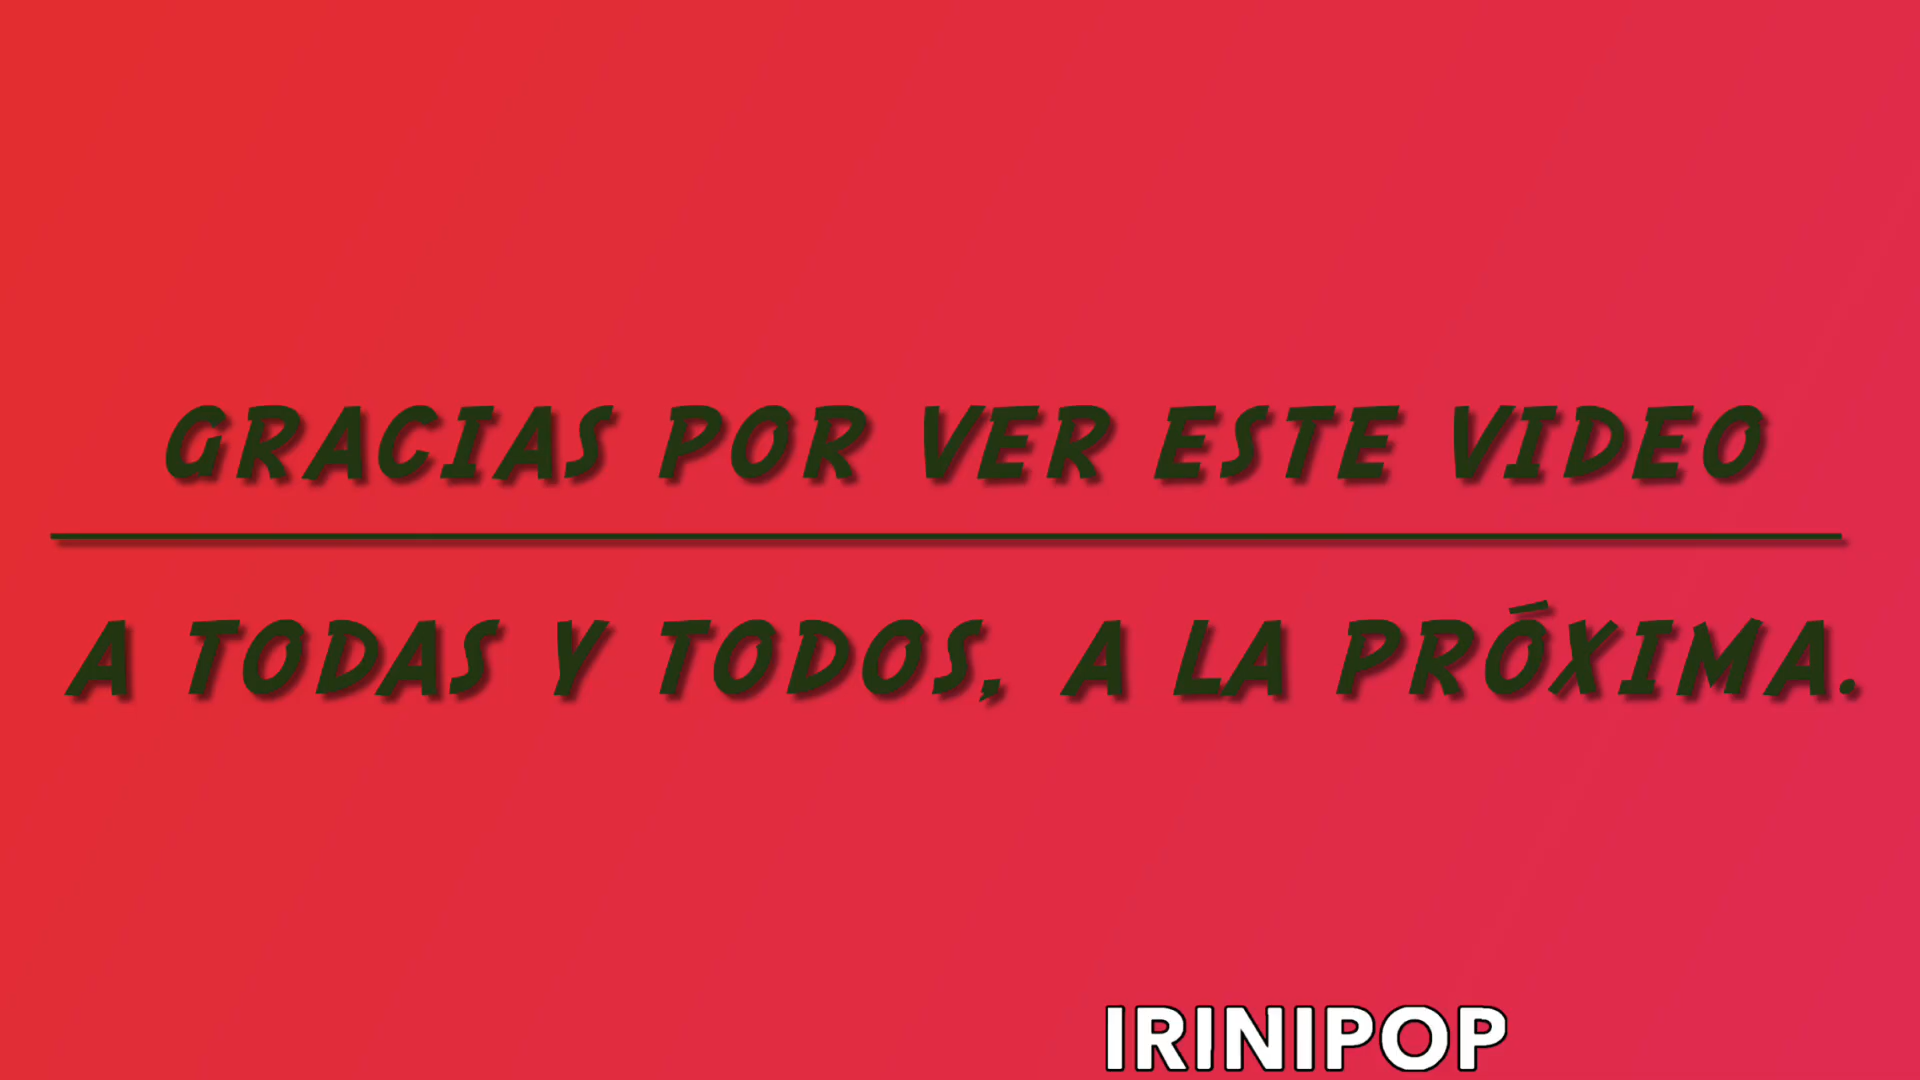 GRACIAS POR VER ESTE VIDEO
A TODAS Y TODOS, A LA PRÓXIMA.
IRINIPOP